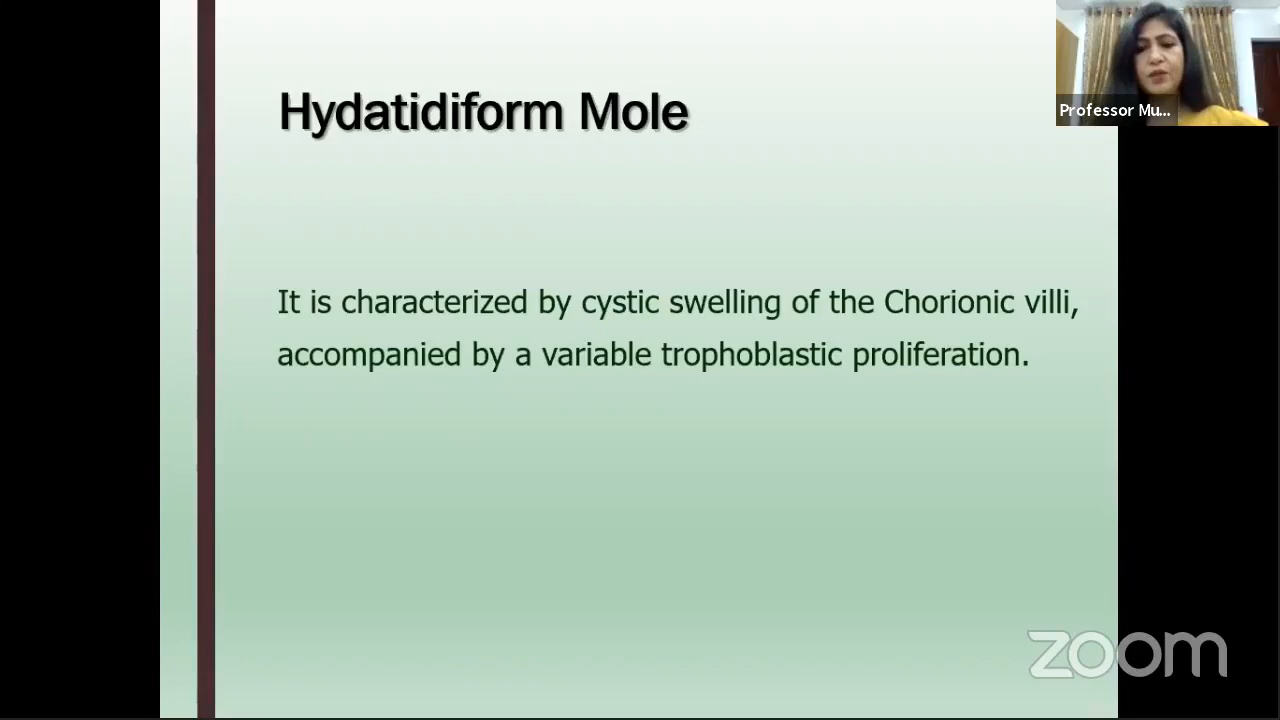 Hydatidiform Mole
Professor Mu...
It is characterized by cystic swelling of the Chorionic villi,
accompanied by a variable trophoblastic proliferation.
zoom